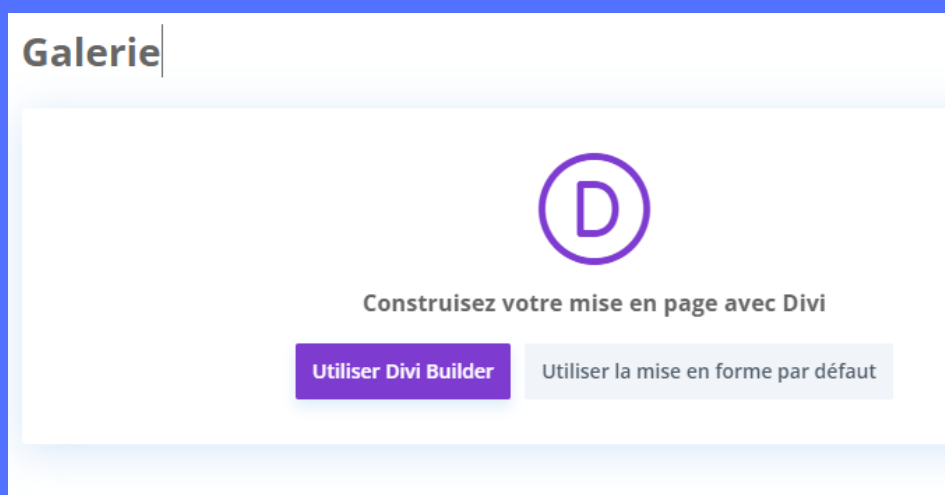 Galerie
D
Construisez votre mise en page avec Divi
Utiliser Divi Builder
Utiliser la mise en forme par défaut